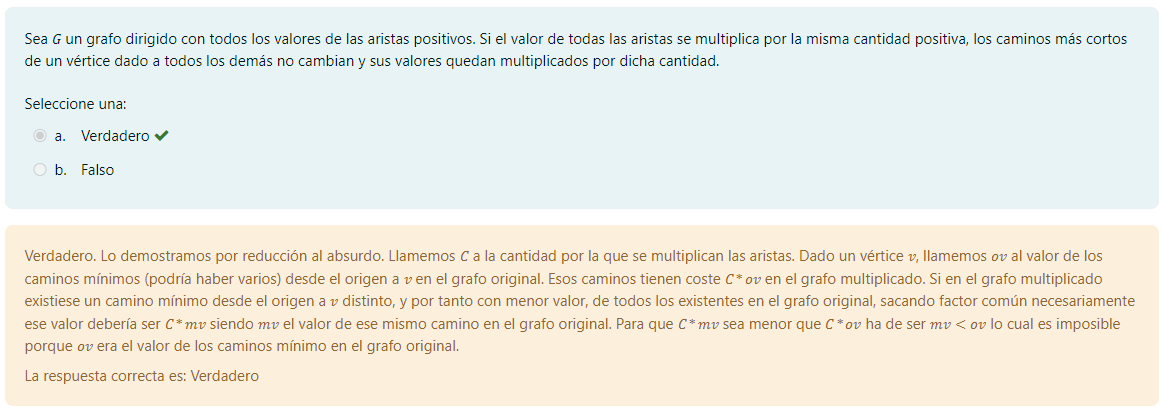 Sea G un grafo dirigido con todos los valores de las aristas positivos. Si el valor de todas las aristas se multiplica por la misma cantidad positiva, los caminos más cortos
de un vértice dado a todos los demás no cambian y sus valores quedan multiplicados por dicha cantidad.
Seleccione una:
a. Verdadero ✔
b. Falso
Verdadero. Lo demostramos por reducción al absurdo. Llamemos C a la cantidad por la que se multiplican las aristas. Dado un vértice v, llamemos ov al valor de los
caminos mínimos (podría haber varios) desde el origen a v en el grafo original. Esos caminos tienen coste C * ov en el grafo multiplicado. Si en el grafo multiplicado
existiese un camino mínimo desde el origen a v distinto, y por tanto con menor valor, de todos los existentes en el grafo original, sacando factor común necesariamente
ese valor debería ser C * mv siendo mv el valor de ese mismo camino en el grafo original. Para que C * mv sea menor que C * ov ha de ser mv < ov lo cual es imposible
porque ov era el valor de los caminos mínimo en el grafo original.
La respuesta correcta es: Verdadero